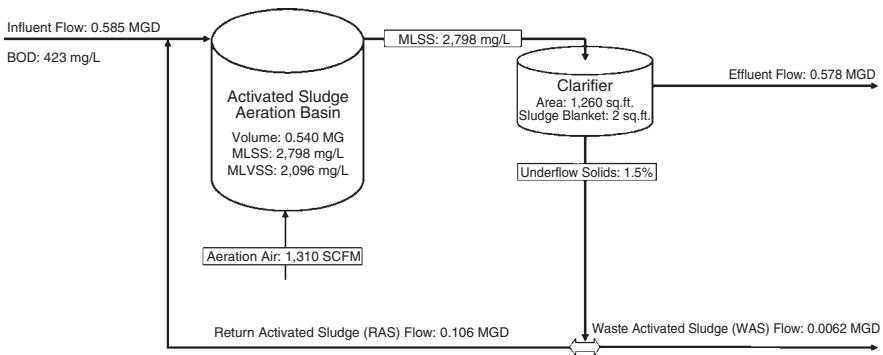 Influent Flow: 0.585 MGD
BOD: 423 mg/L
MLSS: 2,798 mg/L
Activated Sludge
Aeration Basin
Volume: 0.540 MG
MLSS: 2,798 mg/L
MLVSS: 2,096 mg/L
Clarifier
Area: 1,260 sq.ft.
Sludge Blanket: 2 sq.ft.
Effluent Flow: 0.578 MGD
Underflow Solids: 1.5%
Aeration Air: 1,310 SCFM
Return Activated Sludge (RAS) Flow: 0.106 MGD
Waste Activated Sludge (WAS) Flow: 0.0062 MGD